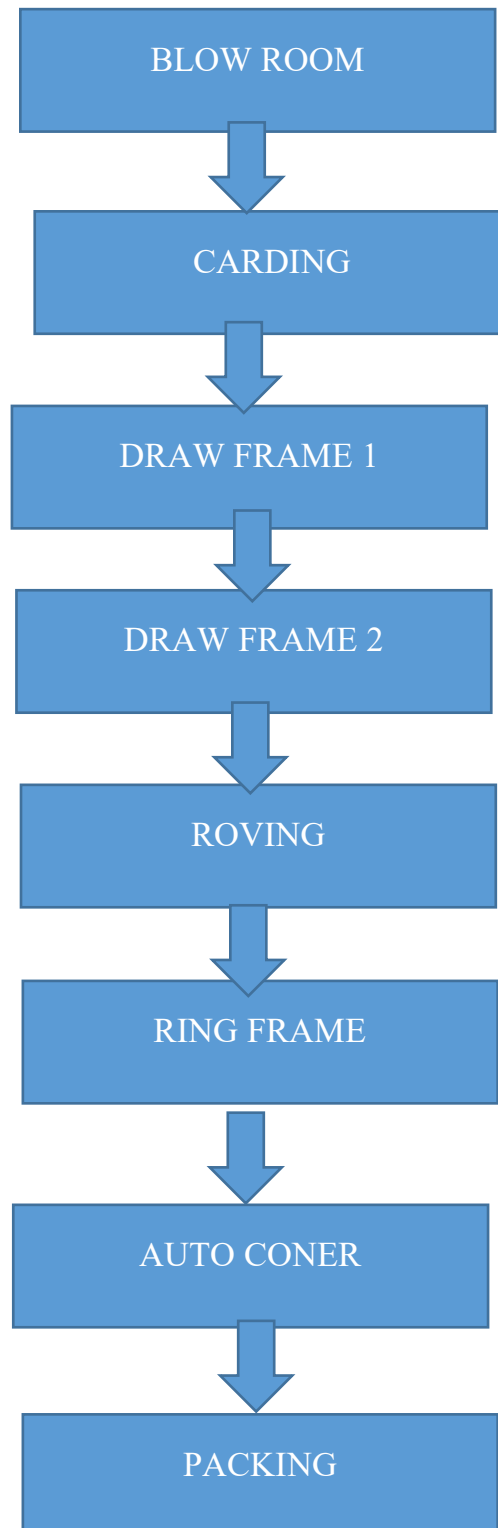 BLOW ROOM
CARDING
DRAW FRAME 1
DRAW FRAME 2
ROVING
RING FRAME
AUTO CONER
PACKING